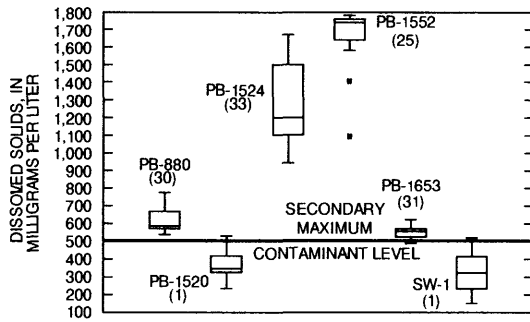 DISSOVED SOLIDS, IN
MILLIGRAMS PER LITER
1,800
1,700
1,600
1,500
1,400
1,300
1,200
1,100
1,000
900
800
700
600
500
400
300
200
100
PB-880
(30)
PB-1520
(1)
PB-1524
(33)
PB-1552
(25)
PB-1653
(31)
SW-1
(1)
SECONDARY
MAXIMUM
CONTAMINANT LEVEL